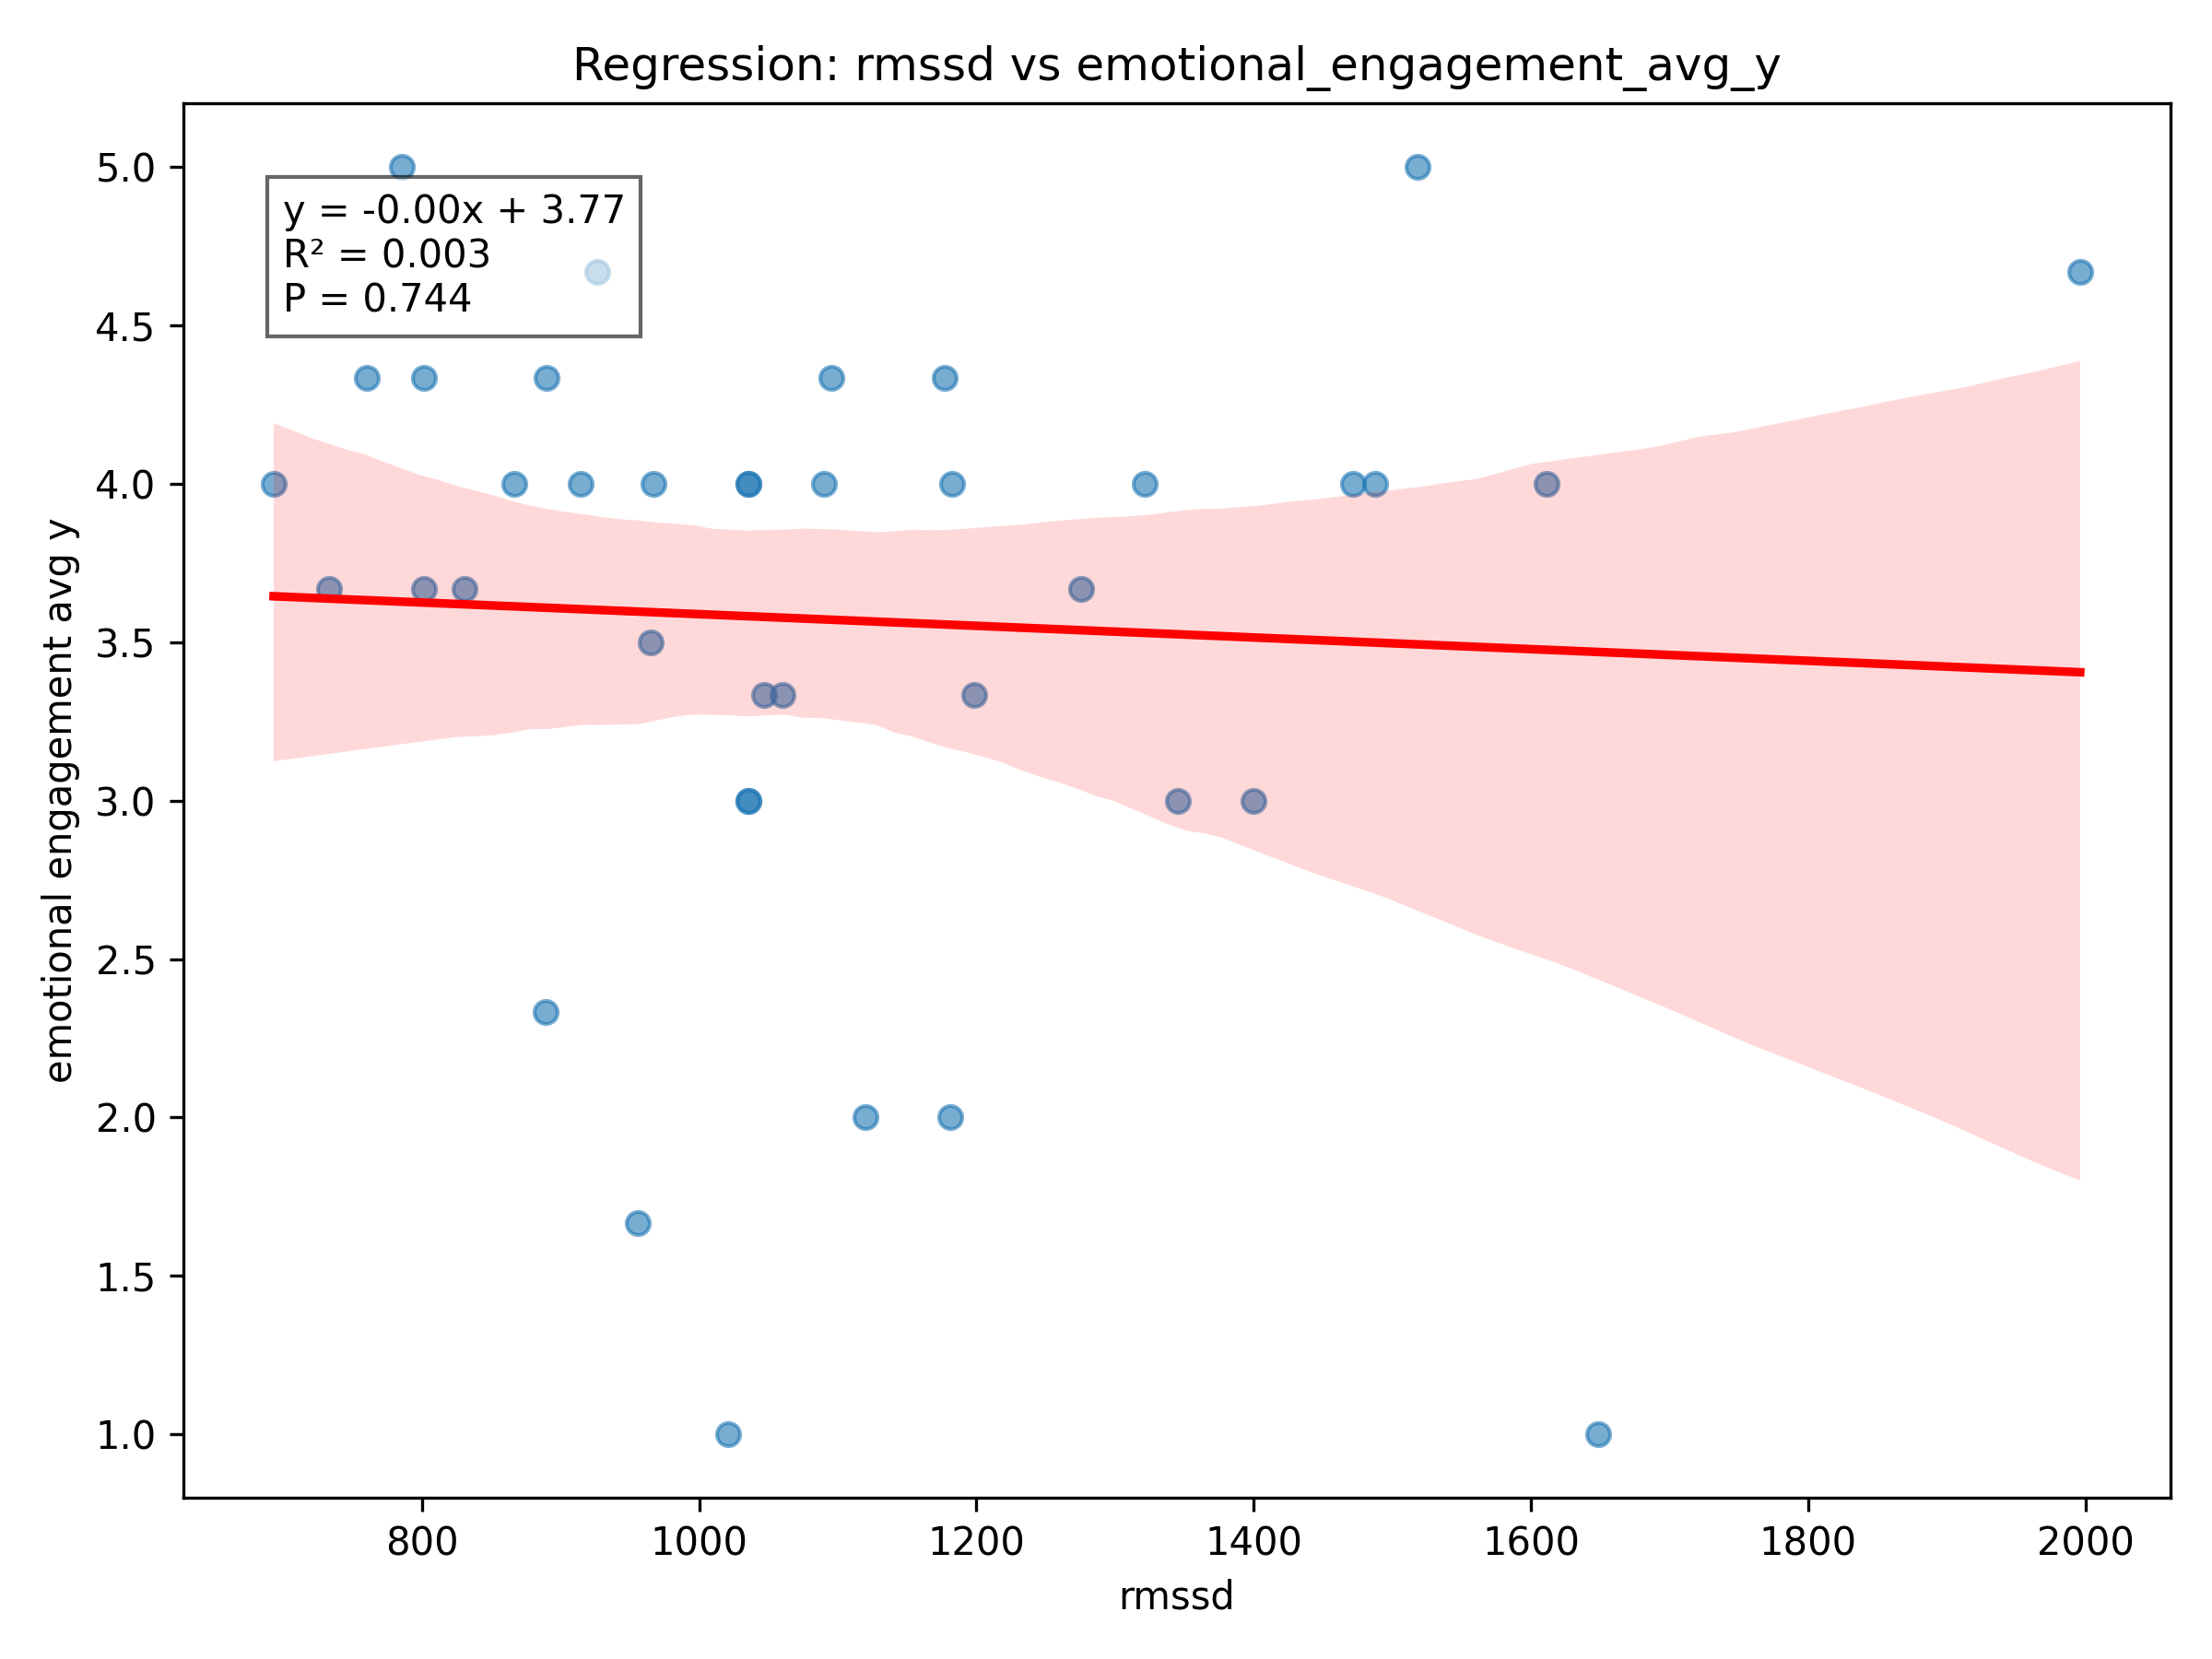 Regression: rmssd vs emotional_engagement_avg_y
y = -0.00x + 3.77
R² = 0.003
P = 0.744
emotional engagement avg y
5.0
4.5
4.0
3.5
3.0
2.5
2.0
1.5
1.0
800 1000 1200 1400 1600 1800 2000
rmssd